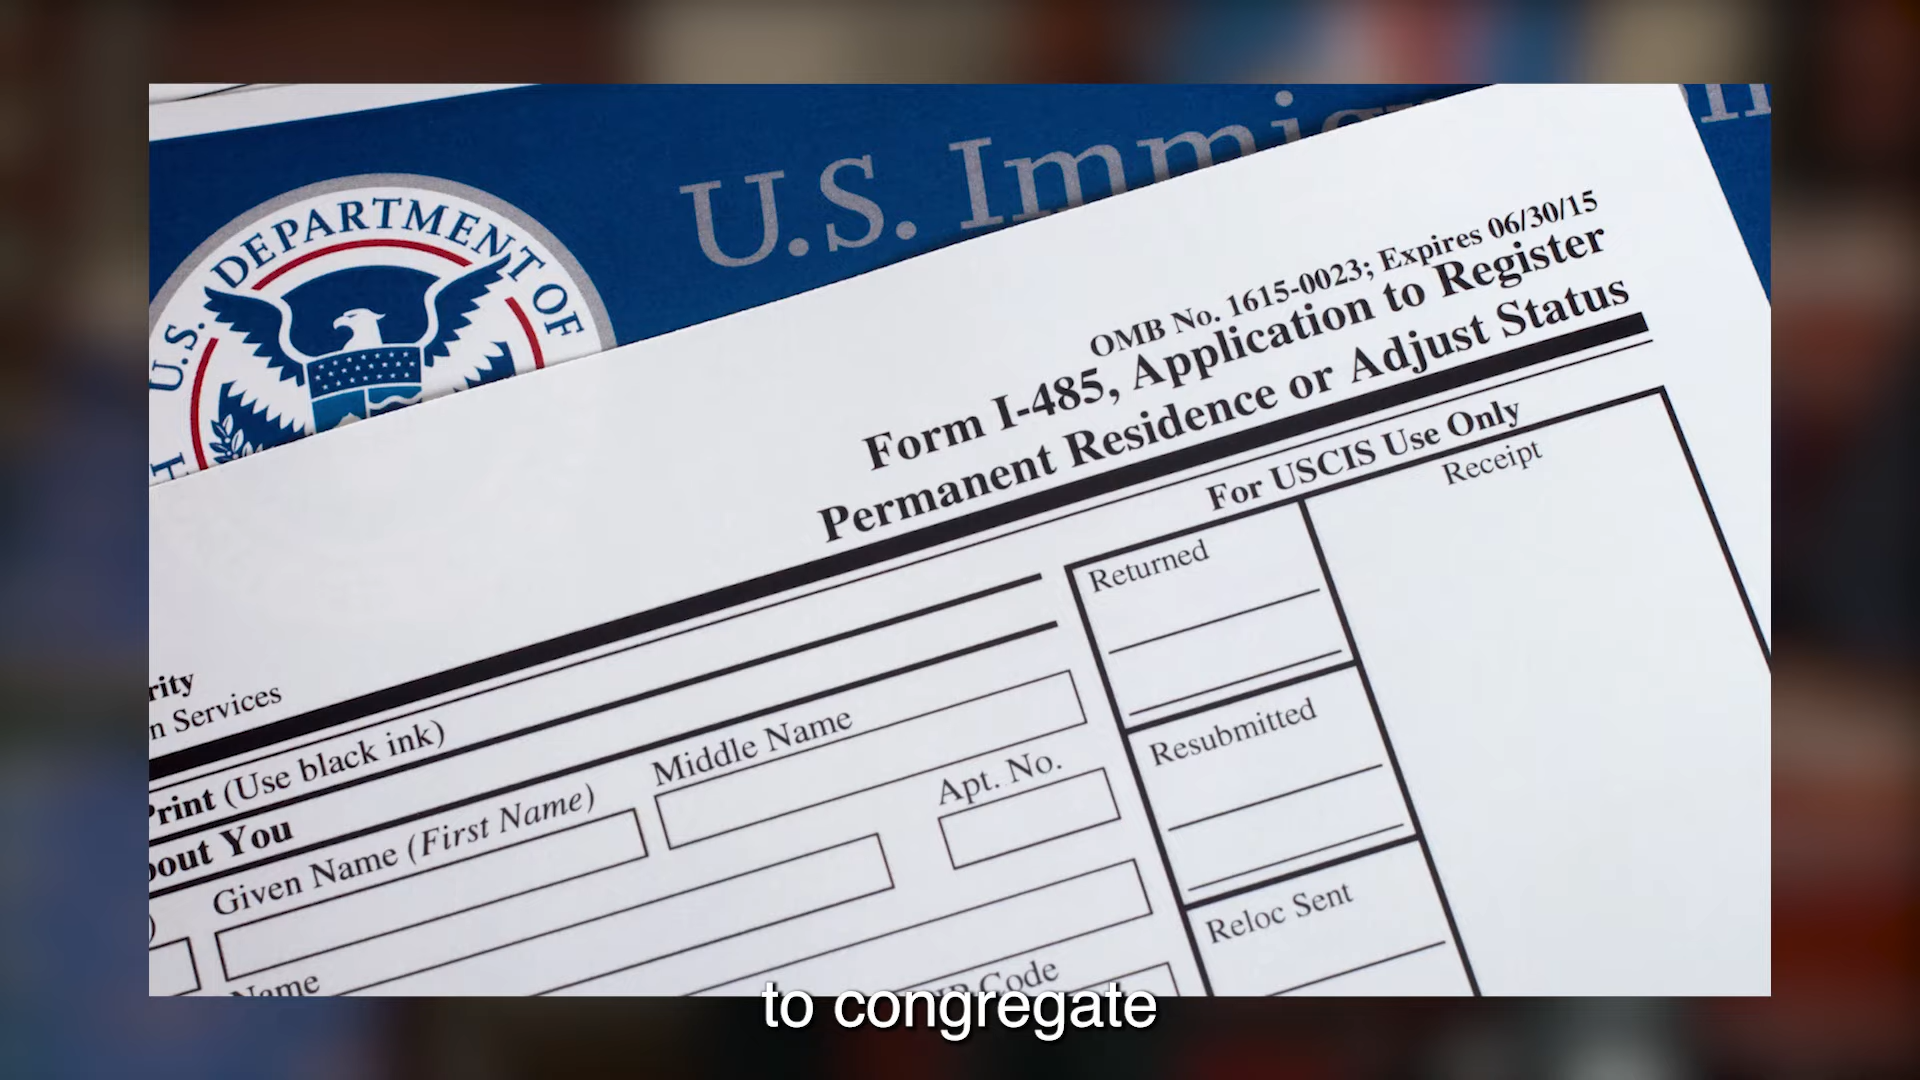 U.S. Immig
U.S. DEPARTMENT OF
OMB No. 1615-0023; Expires 06/30/15
Form I-485, Application to Register
Permanent Residence or Adjust Status
For USCIS Use Only
Receipt
Returned
Resubmitted
Reloc Sent
rity
n Services
Print (Use black ink)
bout You
Given Name (First Name)
Middle Name
Apt. No.
Name
Code
to congregate